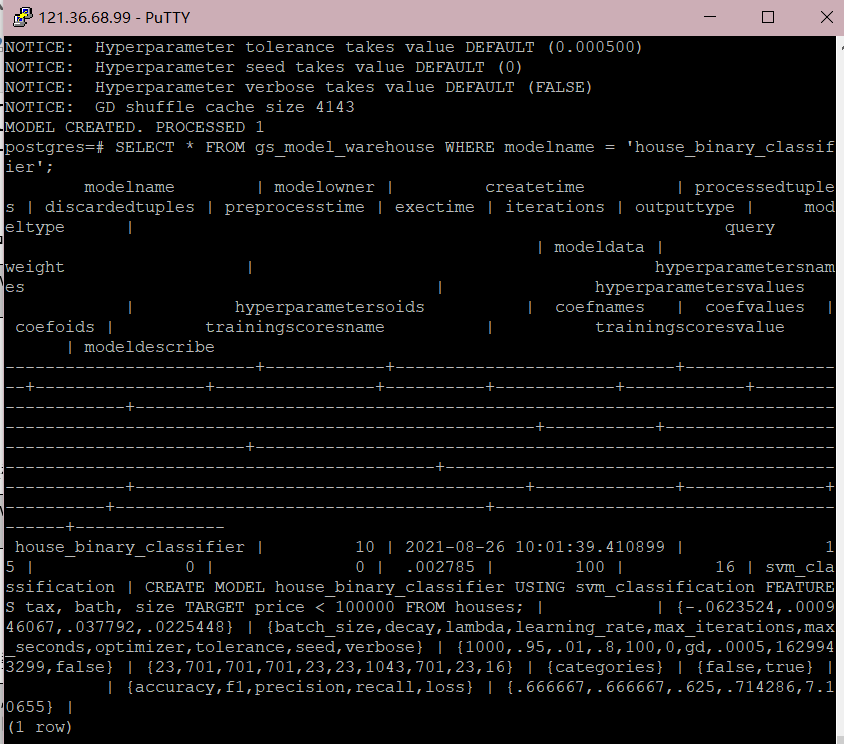 121.36.68.99 - PuTTY
NOTICE:  Hyperparameter tolerance takes value DEFAULT (0.000500)
NOTICE:  Hyperparameter seed takes value DEFAULT (0)
NOTICE:  Hyperparameter verbose takes value DEFAULT (FALSE)
NOTICE:  GD shuffle cache size 4143
MODEL CREATED. PROCESSED 1
postgres=# SELECT * FROM gs_model_warehouse WHERE modelname = 'house_binary_classif
ier';
        modelname        | modelowner |         createtime         | processedtuple
s | discardedtuples | preprocesstime | exectime | iterations | outputtype |     mod
eltype      |                                                           query
                                                     | modeldata |
weight                  |                                        hyperparametersnam
es                                         |               hyperparametersvalues
            |          hyperparametersoids          |  coefnames   |  coefvalues  |
 coefoids |         trainingscoresname          |          trainingscoresvalue
      | modeldescribe
-------------------------+------------+----------------------------+---------------
--+-----------------+----------------+----------+------------+------------+--------
------------+----------------------------------------------------------------------
-----------------------------------------------------+-----------+-----------------
------------------------+----------------------------------------------------------
-------------------------------------------+---------------------------------------
------------+---------------------------------------+--------------+--------------+
----------+-------------------------------------+----------------------------------
------+---------------
 house_binary_classifier |         10 | 2021-08-26 10:01:39.410899 |              1
5 |               0 |              0 |  .002785 |        100 |         16 | svm_cla
ssification | CREATE MODEL house_binary_classifier USING svm_classification FEATURE
S tax, bath, size TARGET price < 100000 FROM houses; |           | {-.0623524,.0009
46067,.037792,.0225448} | {batch_size,decay,lambda,learning_rate,max_iterations,max
_seconds,optimizer,tolerance,seed,verbose} | {1000,.95,.01,.8,100,0,gd,.0005,162994
3299,false} | {23,701,701,701,23,23,1043,701,23,16} | {categories} | {false,true} |
          | {accuracy,f1,precision,recall,loss} | {.666667,.666667,.625,.714286,7.1
0655} |
(1 row)